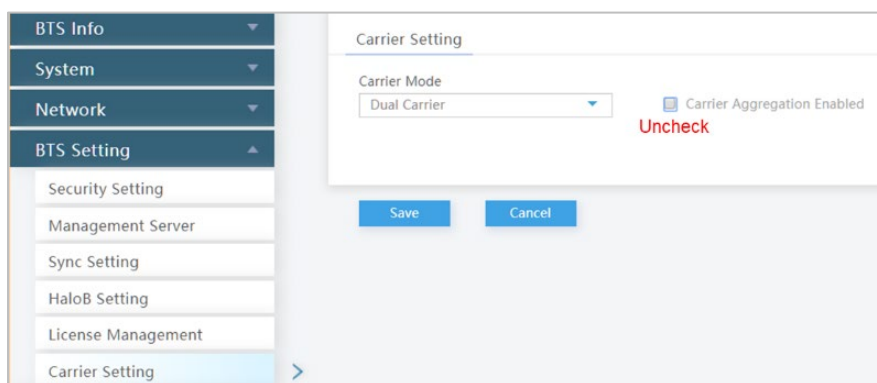 BTS Info
System
Network
BTS Setting
Security Setting
Management Server
Sync Setting
HaloB Setting
License Management
Carrier Setting
Carrier Setting
Carrier Mode
Dual Carrier
Carrier Aggregation Enabled
Uncheck
Save
Cancel